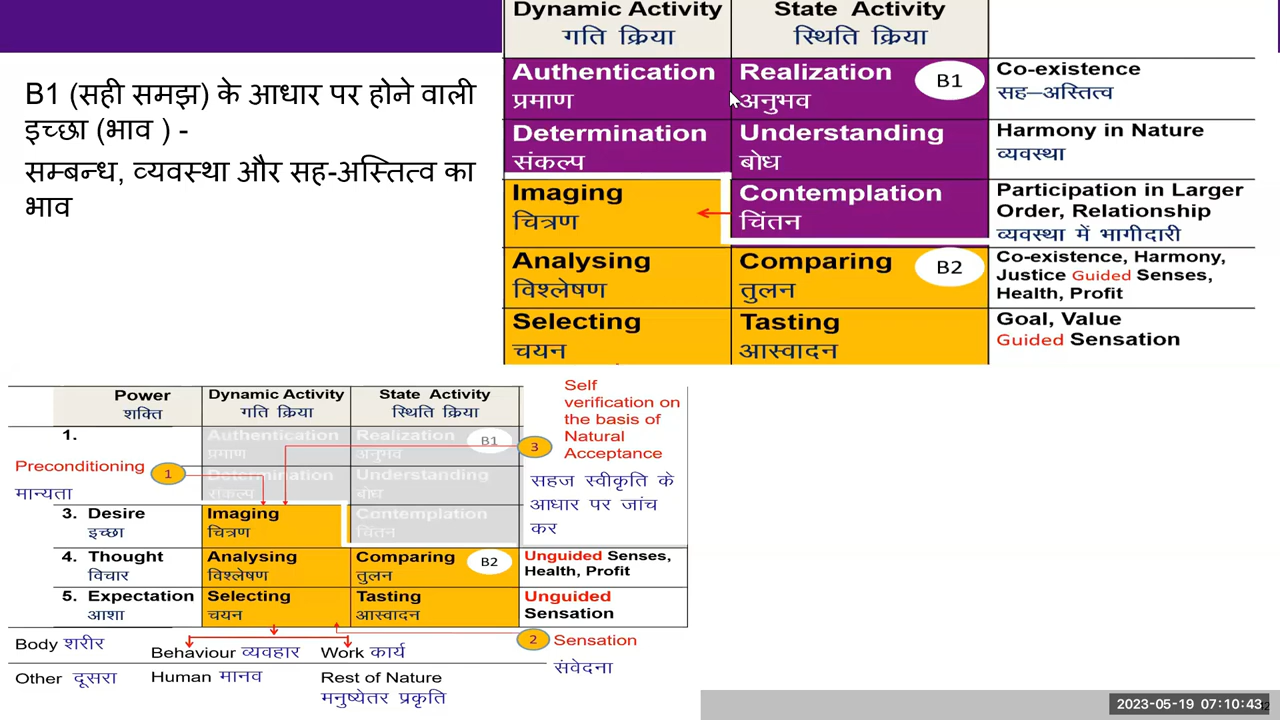 B1 (सही समझ) के आधार पर होने वाली
इच्छा (भाव ) -
सम्बन्ध, व्यवस्था और सह-अस्तित्व का
भाव
Dynamic Activity State Activity
गति क्रिया स्थिति क्रिया
Authentication Realization B1 Co-existence
प्रमाण अनुभव सह–अस्तित्व
Determination Understanding Harmony in Nature
संकल्प बोध व्यवस्था
Imaging Contemplation Participation in Larger
Order, Relationship
चित्रण चिंतन व्यवस्था में भागीदारी
Analysing Comparing B2 Co-existence, Harmony,
Justice Guided Senses,
विश्लेषण तुलन Health, Profit
Selecting Tasting Goal, Value
चयन आस्वादन Guided Sensation
Power Dynamic Activity State Activity
शक्ति गति क्रिया स्थिति क्रिया
Self
verification on
the basis of
Natural
Acceptance
1. Authentication Realization B1 3
प्रमाण अनुभव
Preconditioning 1 Determination Understanding
मान्यता संकल्प बोध
सहज स्वीकृति के
आधार पर जांच
कर
3. Desire Imaging Contemplation
इच्छा चित्रण चिंतन
4. Thought Analysing Comparing B2 Unguided Senses,
विचार विश्लेषण तुलन Health, Profit
5. Expectation Selecting Tasting Unguided
आशा चयन आस्वादन Sensation
Body शरीर Behaviour व्यवहार Work कार्य 2 Sensation
संवेदना
Other दूसरा Human मानव Rest of Nature
मनुष्येतर प्रकृति
2023-05-19 07:10:43